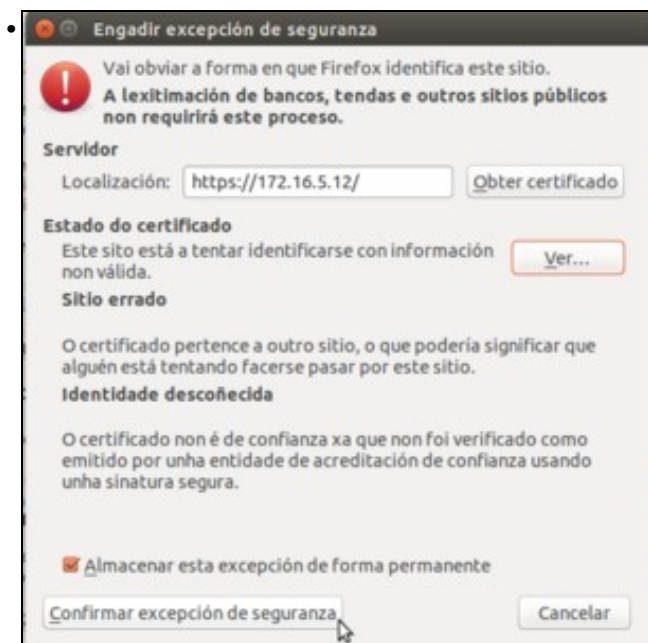 Engadir excepción de seguranza
Vai obviar a forma en que Firefox identifica este sitio.
A lexitimación de bancos, tendas e outros sitios públicos
non requirirá este proceso.
Servidor
Localización: https://172.16.5.12/ Obter certificado
Estado do certificado
Este sito está a tentar identificarse con información
non válida.
Ver...
Sitio errado
O certificado pertence a outro sitio, o que podería significar que
alguén está tentando facerse pasar por este sitio.
Identidade descoñecida
O certificado non é de confianza xa que non foi verificado como
emitido por unha entidade de acreditación de confianza usando
unha sinatura segura.
Almacenar esta excepción de forma permanente
Confirmar excepción de seguranza Cancelar